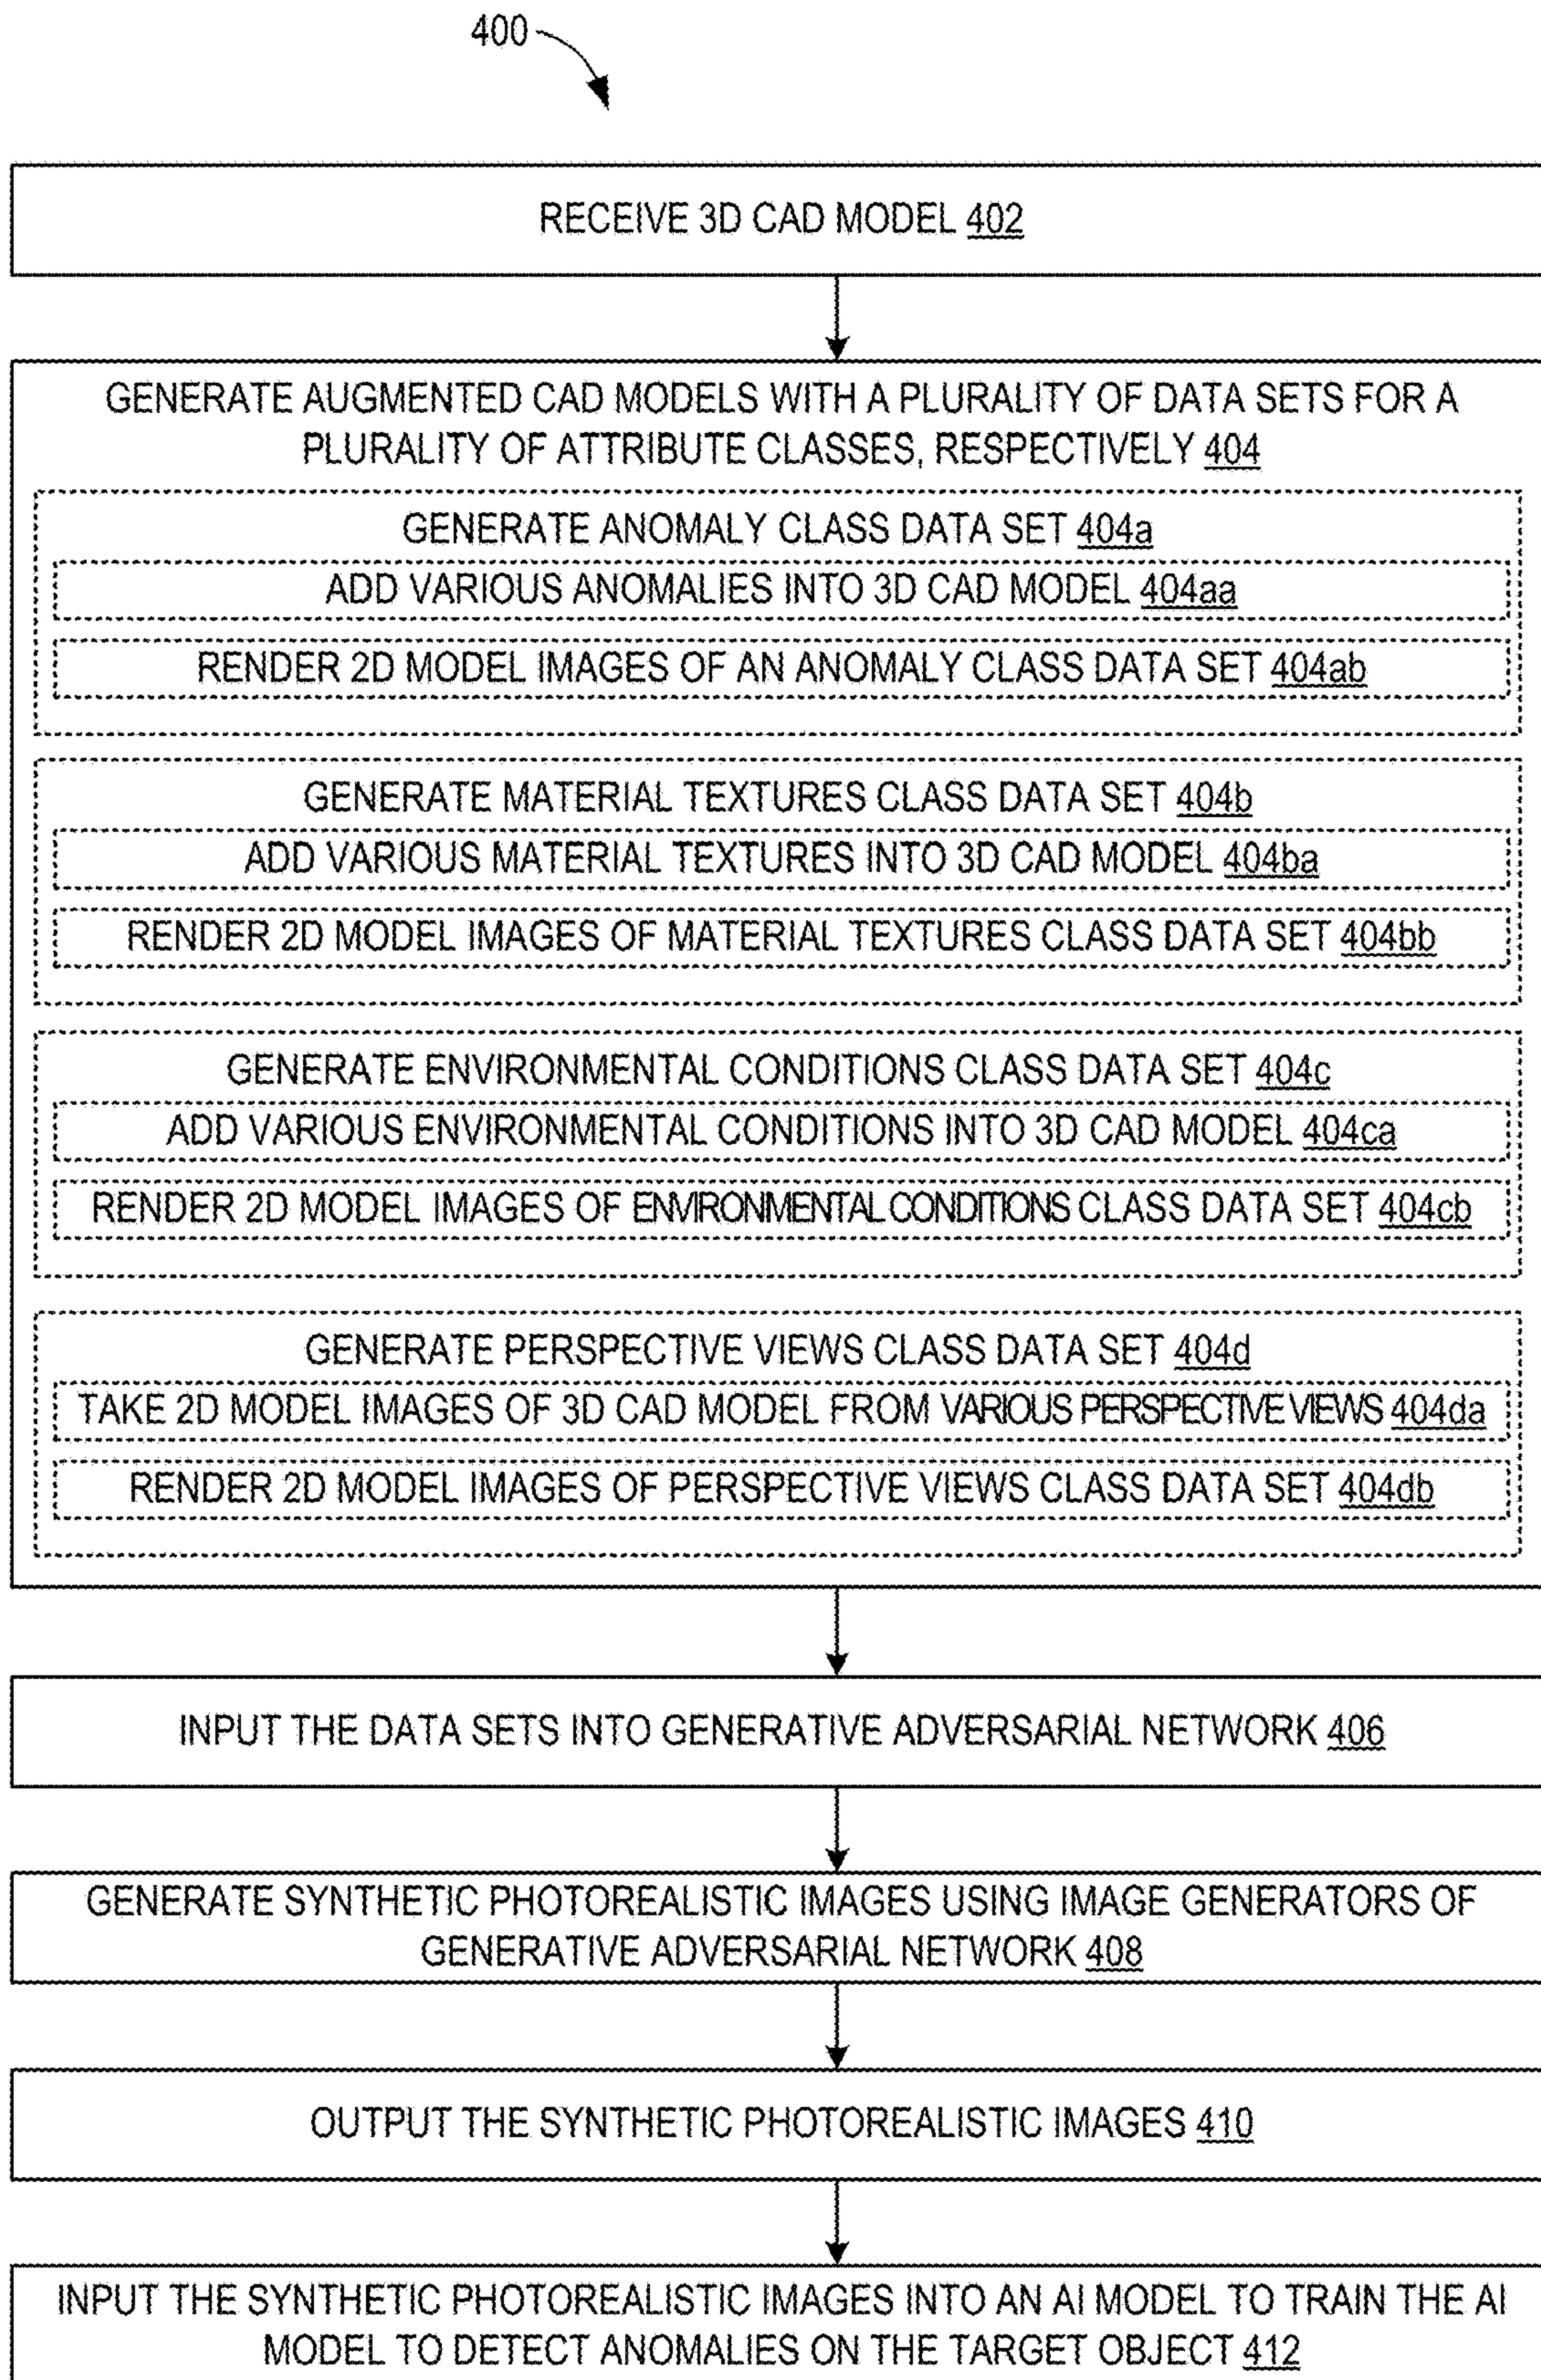 400
RECEIVE 3D CAD MODEL 402
GENERATE AUGMENTED CAD MODELS WITH A PLURALITY OF DATA SETS FOR A
PLURALITY OF ATTRIBUTE CLASSES, RESPECTIVELY 404
GENERATE ANOMALY CLASS DATA SET 404a
ADD VARIOUS ANOMALIES INTO 3D CAD MODEL 404aa
RENDER 2D MODEL IMAGES OF AN ANOMALY CLASS DATA SET 404ab
GENERATE MATERIAL TEXTURES CLASS DATA SET 404b
ADD VARIOUS MATERIAL TEXTURES INTO 3D CAD MODEL 404ba
RENDER 2D MODEL IMAGES OF MATERIAL TEXTURES CLASS DATA SET 404bb
GENERATE ENVIRONMENTAL CONDITIONS CLASS DATA SET 404c
ADD VARIOUS ENVIRONMENTAL CONDITIONS INTO 3D CAD MODEL 404ca
RENDER 2D MODEL IMAGES OF ENVIRONMENTAL CONDITIONS CLASS DATA SET 404cb
GENERATE PERSPECTIVE VIEWS CLASS DATA SET 404d
TAKE 2D MODEL IMAGES OF 3D CAD MODEL FROM VARIOUS PERSPECTIVE VIEWS 404da
RENDER 2D MODEL IMAGES OF PERSPECTIVE VIEWS CLASS DATA SET 404db
INPUT THE DATA SETS INTO GENERATIVE ADVERSARIAL NETWORK 406
GENERATE SYNTHETIC PHOTOREALISTIC IMAGES USING IMAGE GENERATORS OF
GENERATIVE ADVERSARIAL NETWORK 408
OUTPUT THE SYNTHETIC PHOTOREALISTIC IMAGES 410
INPUT THE SYNTHETIC PHOTOREALISTIC IMAGES INTO AN AI MODEL TO TRAIN THE AI
MODEL TO DETECT ANOMALIES ON THE TARGET OBJECT 412